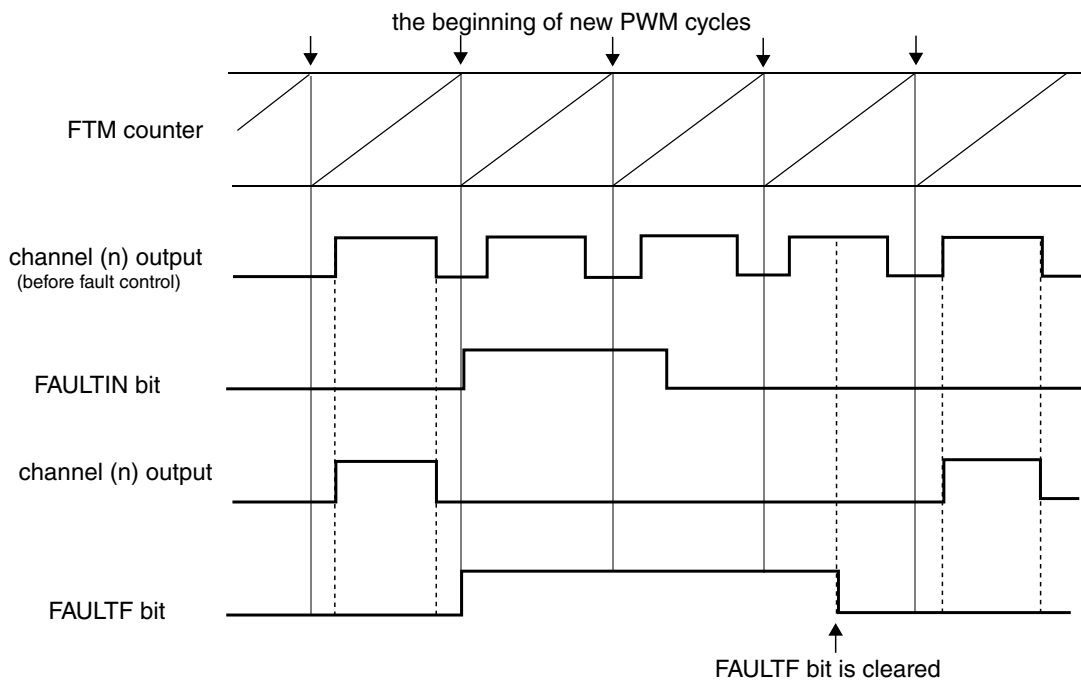 the beginning of new PWM cycles
FTM counter
channel (n) output
(before fault control)
FAULTIN bit
channel (n) output
FAULTF bit
FAULTF bit is cleared